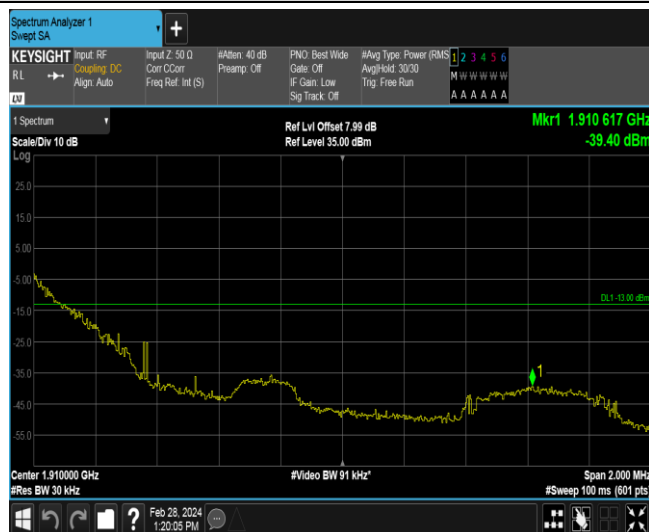 Spectrum Analyzer 1
Swept SA
+
KEYSIGHT
RL
LXI
Input: RF
Coupling: DC
Align: Auto
Input Z: 50 Ω
Corr CCorr
Freq Ref: Int (S)
#Atten: 40 dB
Preamp: Off
PNO: Best Wide
Gate: Off
IF Gain: Low
Sig Track: Off
#Avg Type: Power (RMS
Avg|Hold: 30/30
Trig: Free Run
1 2 3 4 5 6
M W W W W W
A A A A A A
1 Spectrum
Scale/Div 10 dB
Ref Lvl Offset 7.99 dB
Ref Level 35.00 dBm
Mkr1 1.910 617 GHz
-39.40 dBm
Log
25.0
15.0
5.00
-5.00
DL1 -13.00 dBm
-15.0
-25.0
-35.0
1
-45.0
-55.0
Center 1.910000 GHz
#Res BW 30 kHz
#Video BW 91 kHz*
Span 2.000 MHz
#Sweep 100 ms (601 pts)
?
Feb 28, 2024
1:20:05 PM